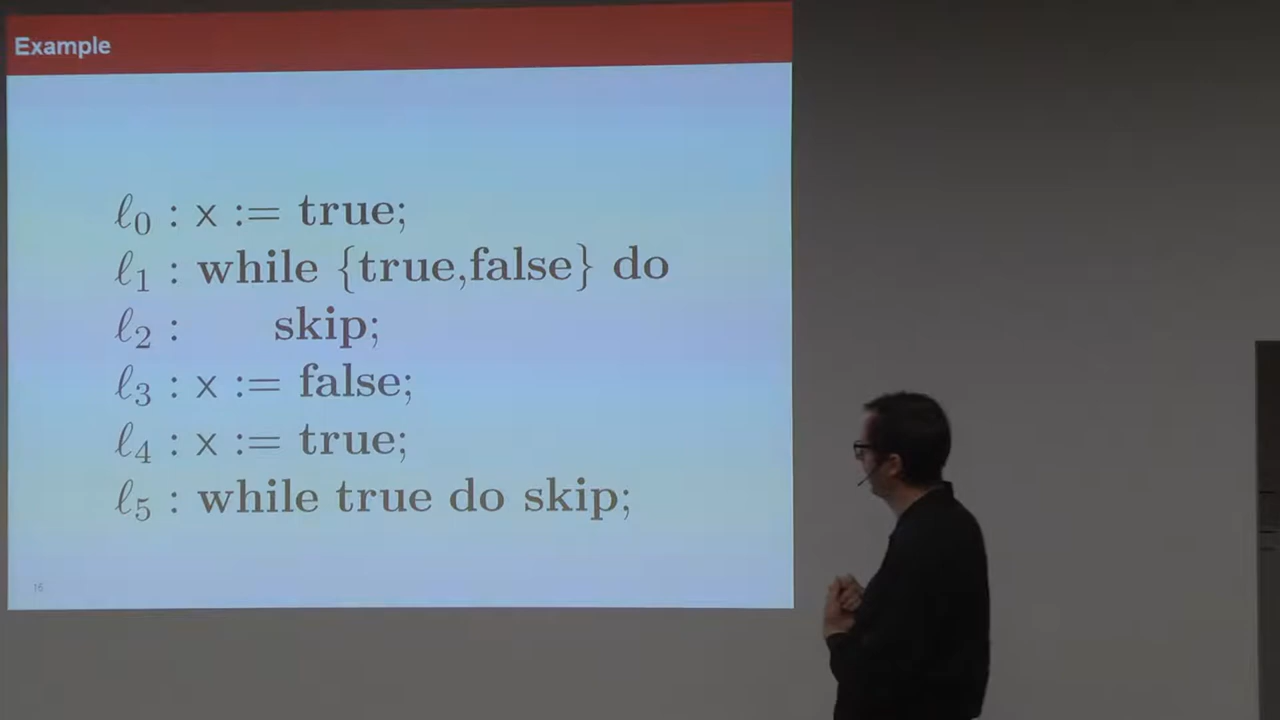 Example
ℓ₀ : x := true;
ℓ₁ : while {true,false} do
ℓ₂ : skip;
ℓ₃ : x := false;
ℓ₄ : x := true;
ℓ₅ : while true do skip;
16